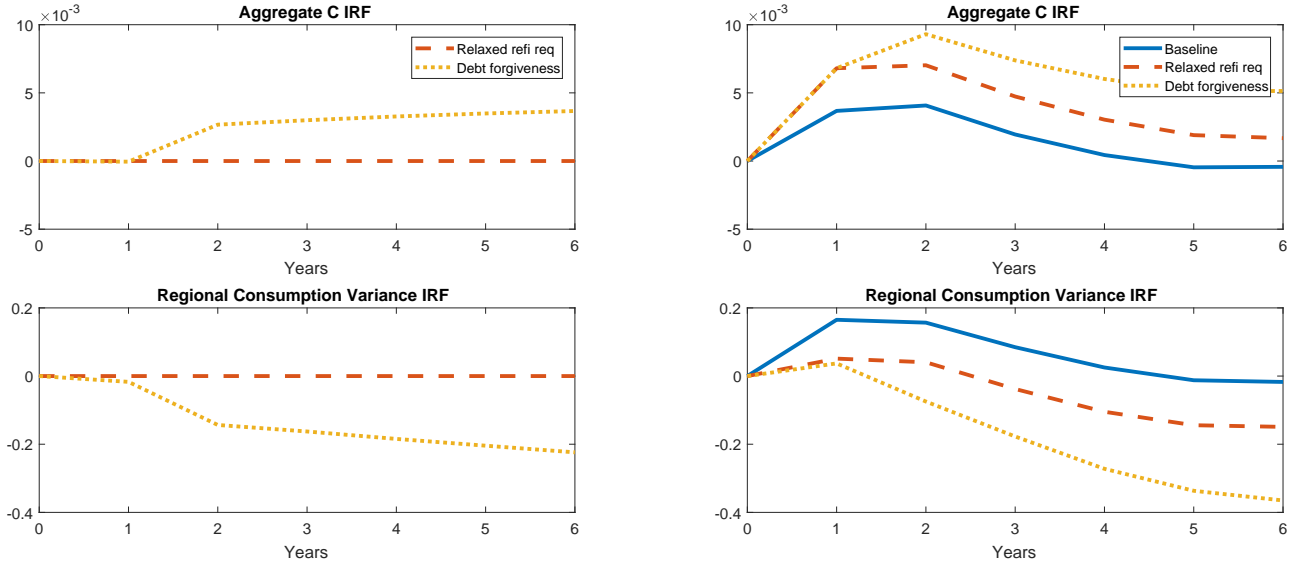 Aggregate C IRF
×10⁻³
10
5
0
-5
0 1 2 3 4 5 6
Years
Relaxed refi req
Debt forgiveness
Aggregate C IRF
×10⁻³
10
5
0
-5
0 1 2 3 4 5 6
Years
Baseline
Relaxed refi req
Debt forgiveness
Regional Consumption Variance IRF
0.2
0
-0.2
-0.4
0 1 2 3 4 5 6
Years
Regional Consumption Variance IRF
0.2
0
-0.2
-0.4
0 1 2 3 4 5 6
Years